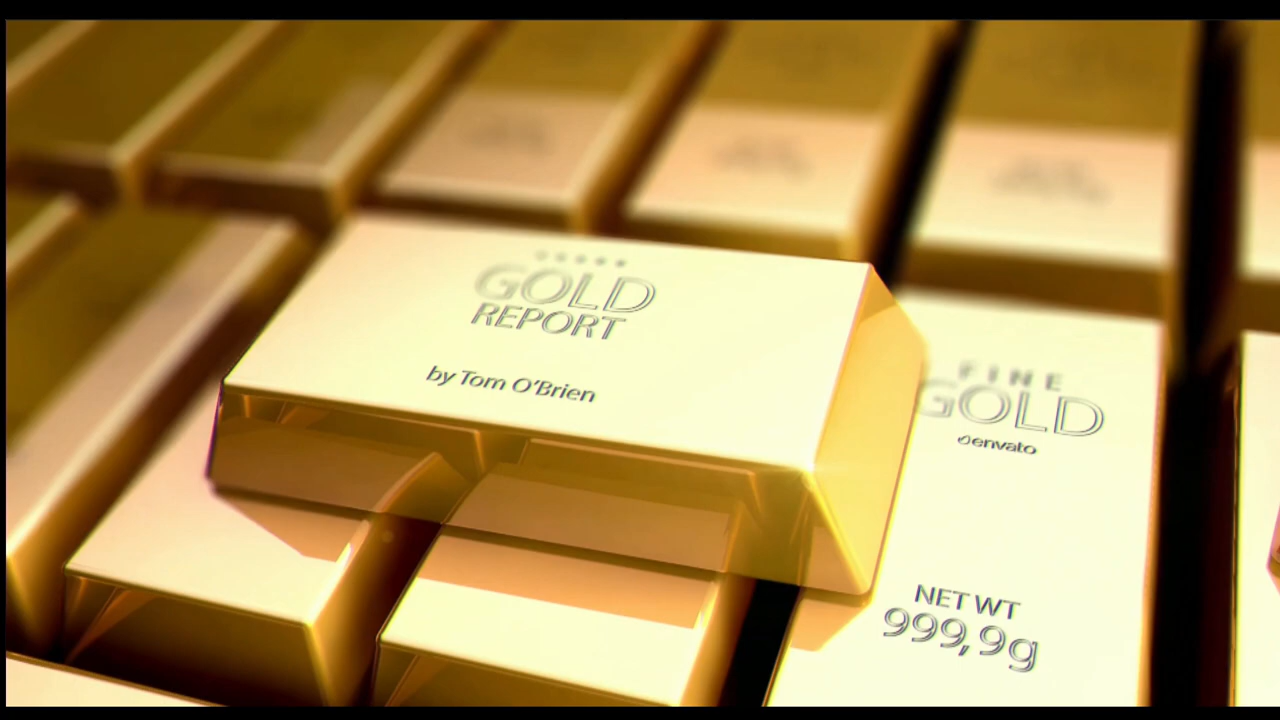 GOLD
REPORT
by Tom O'Brien
FINE
GOLD
envato
NET WT
999,9g